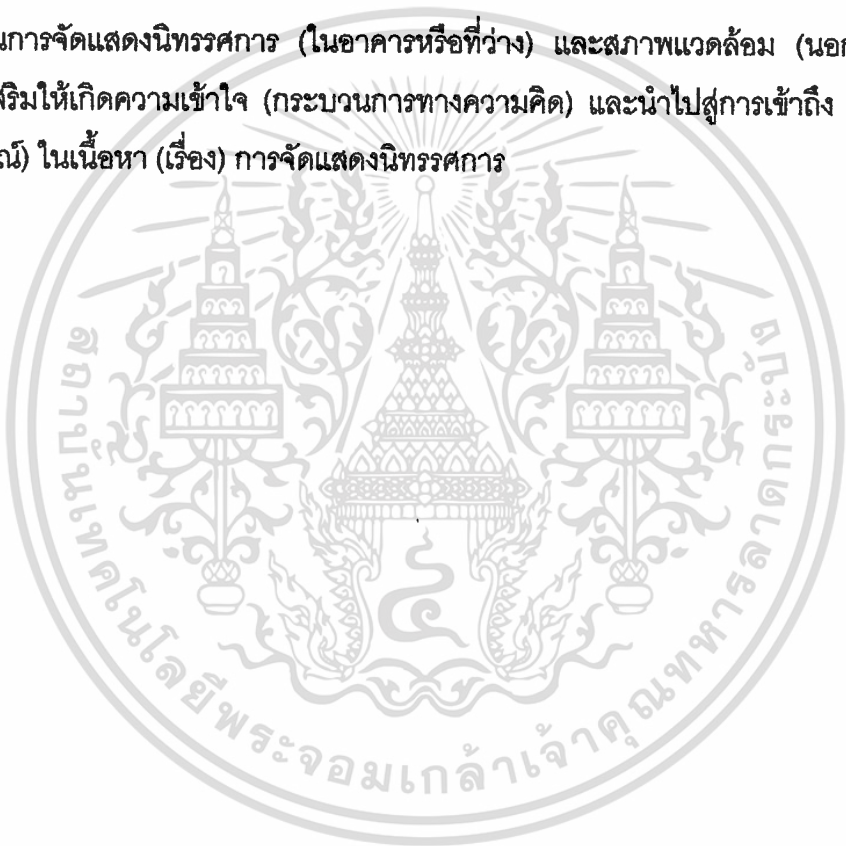 นการจัดแสดงนิทรรศการ (ในอาคารหรือที่ว่าง) และสภาพแวดล้อม (นอก
สริมให้เกิดความเข้าใจ (กระบวนการทางความคิด) และนำไปสู่การเข้าถึง
ณ์) ในเนื้อหา (เรื่อง) การจัดแสดงนิทรรศการ
สถาบันเทคโนโลยีพระจอมเกล้าเจ้าคุณทหารลาดกระบัง
๔